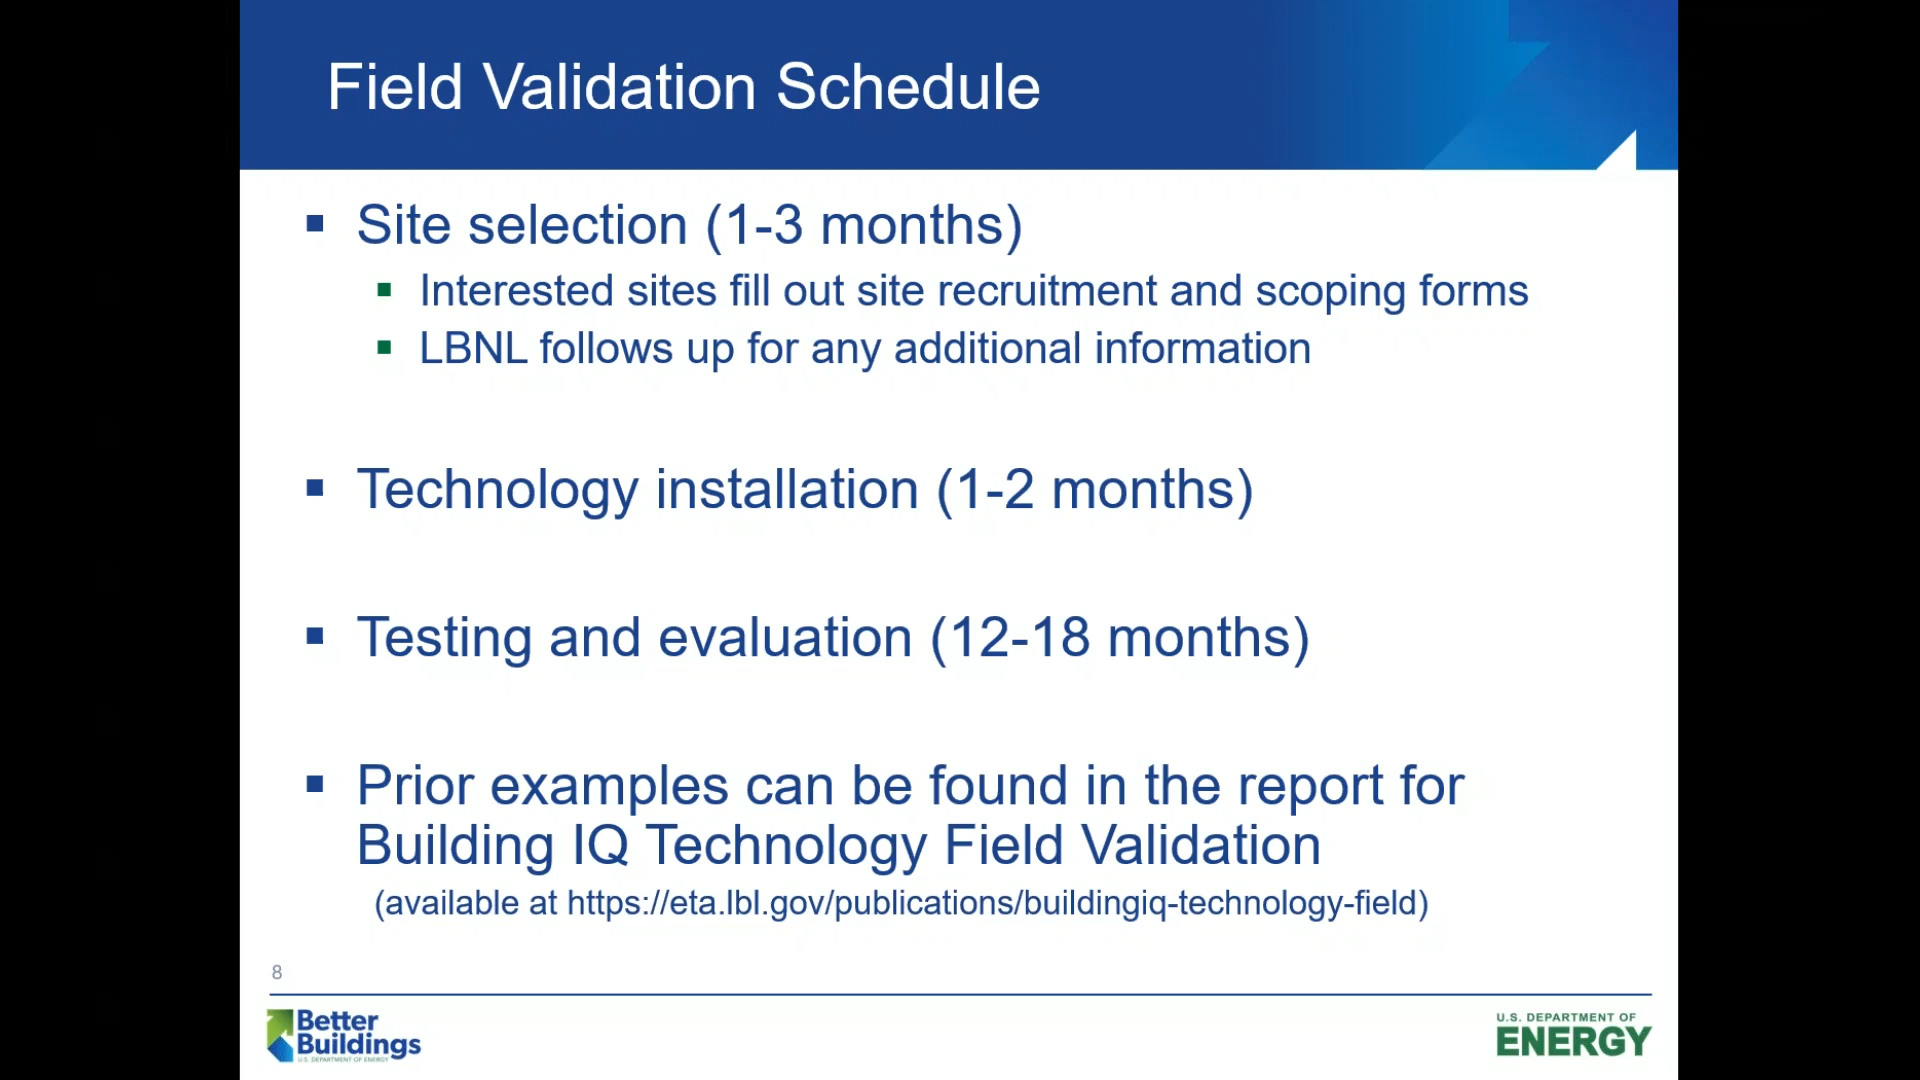 Field Validation Schedule
Site selection (1-3 months)
Interested sites fill out site recruitment and scoping forms
LBNL follows up for any additional information
Technology installation (1-2 months)
Testing and evaluation (12-18 months)
Prior examples can be found in the report for
Building IQ Technology Field Validation
(available at https://eta.lbl.gov/publications/buildingiq-technology-field)
8
Better
Buildings
U.S. DEPARTMENT OF ENERGY
U.S. DEPARTMENT OF
ENERGY